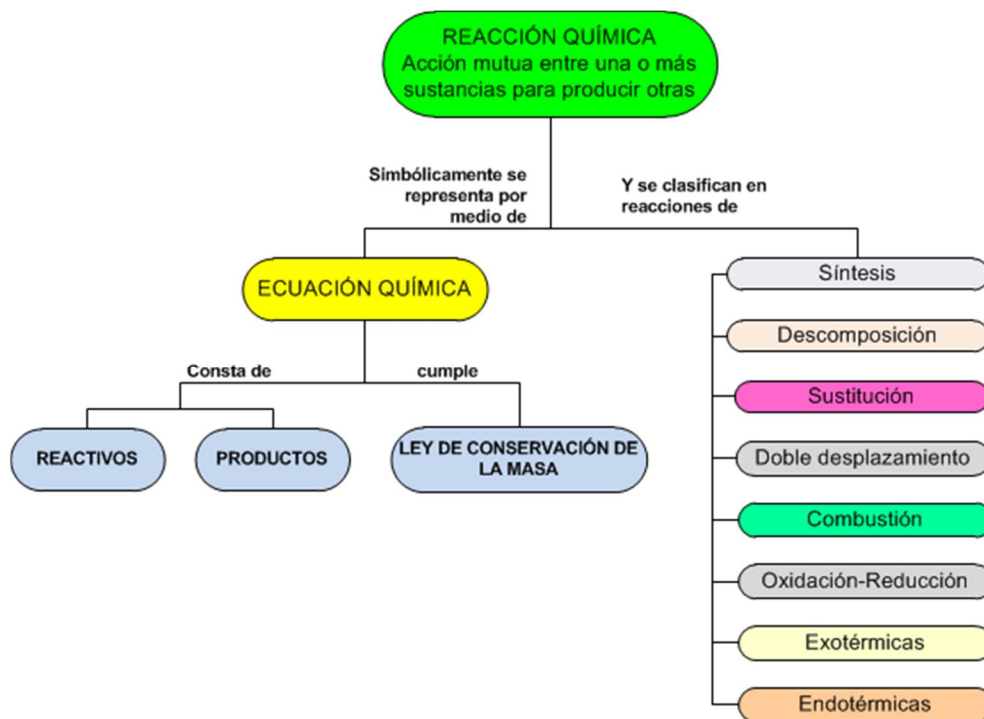 REACCIÓN QUÍMICA
Acción mutua entre una o más
sustancias para producir otras
Simbólicamente se
representa por
medio de
Y se clasifican en
reacciones de
ECUACIÓN QUÍMICA
Consta de
cumple
REACTIVOS
PRODUCTOS
LEY DE CONSERVACIÓN DE
LA MASA
Síntesis
Descomposición
Sustitución
Doble desplazamiento
Combustión
Oxidación-Reducción
Exotérmicas
Endotérmicas